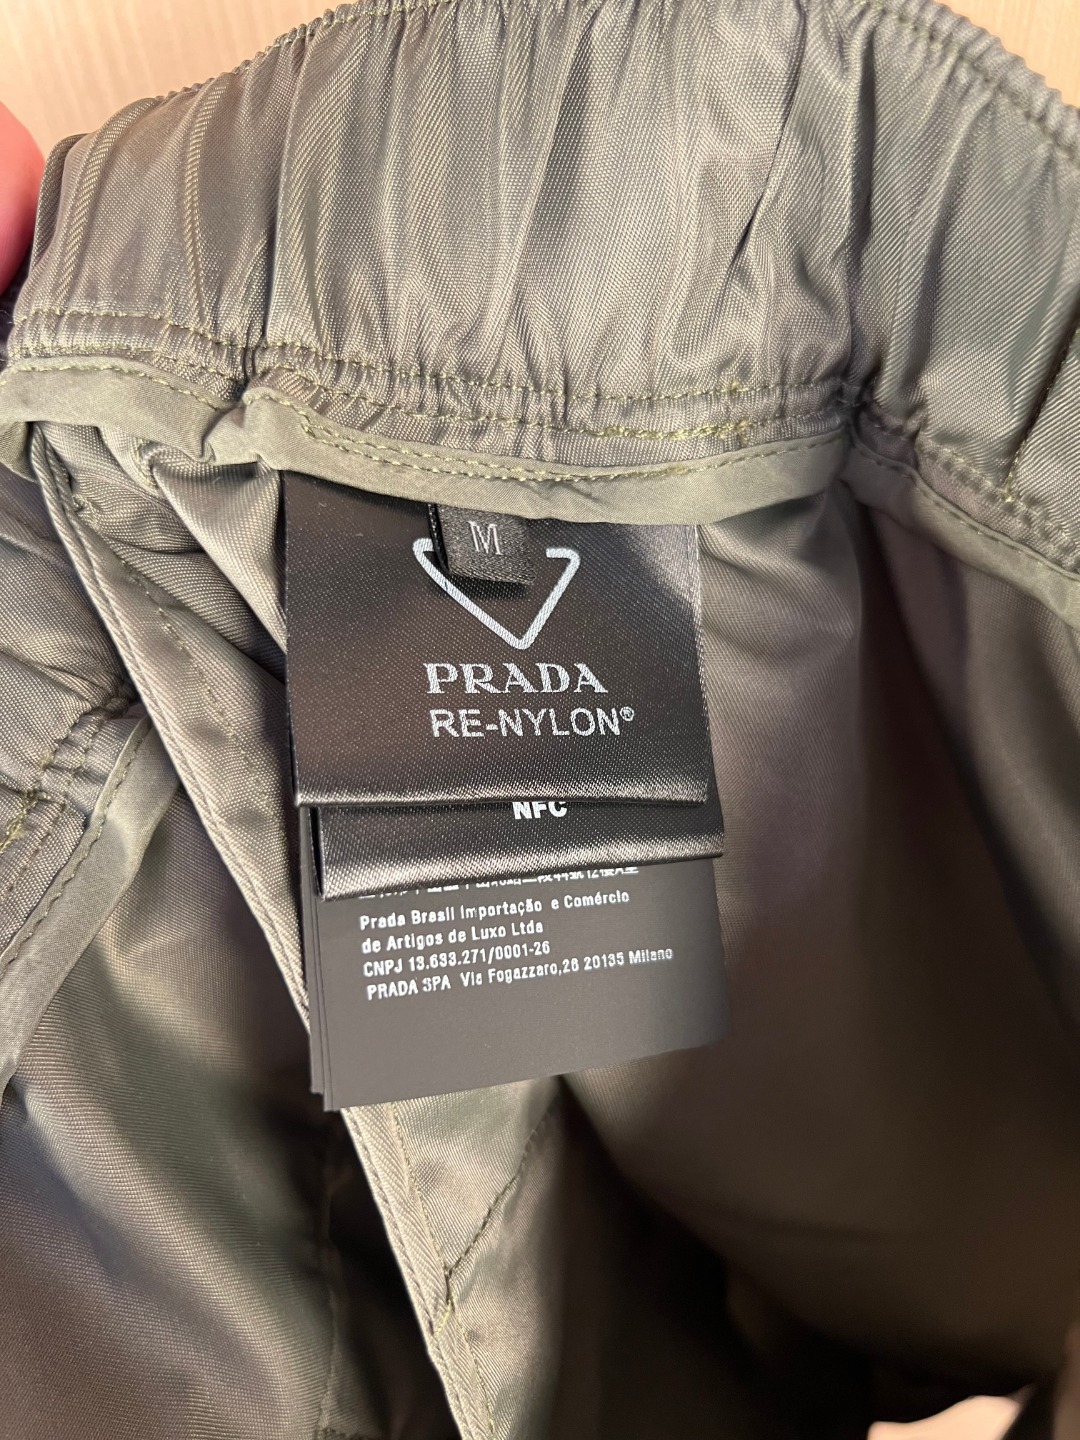 M
PRADA
RE-NYLON®
NFC
Prada Brasil Importação e Comércio
de Artigos de Luxo Ltda
CNPJ 13.633.271/0001-26
PRADA SPA Via Fogazzaro,28 20135 Milano